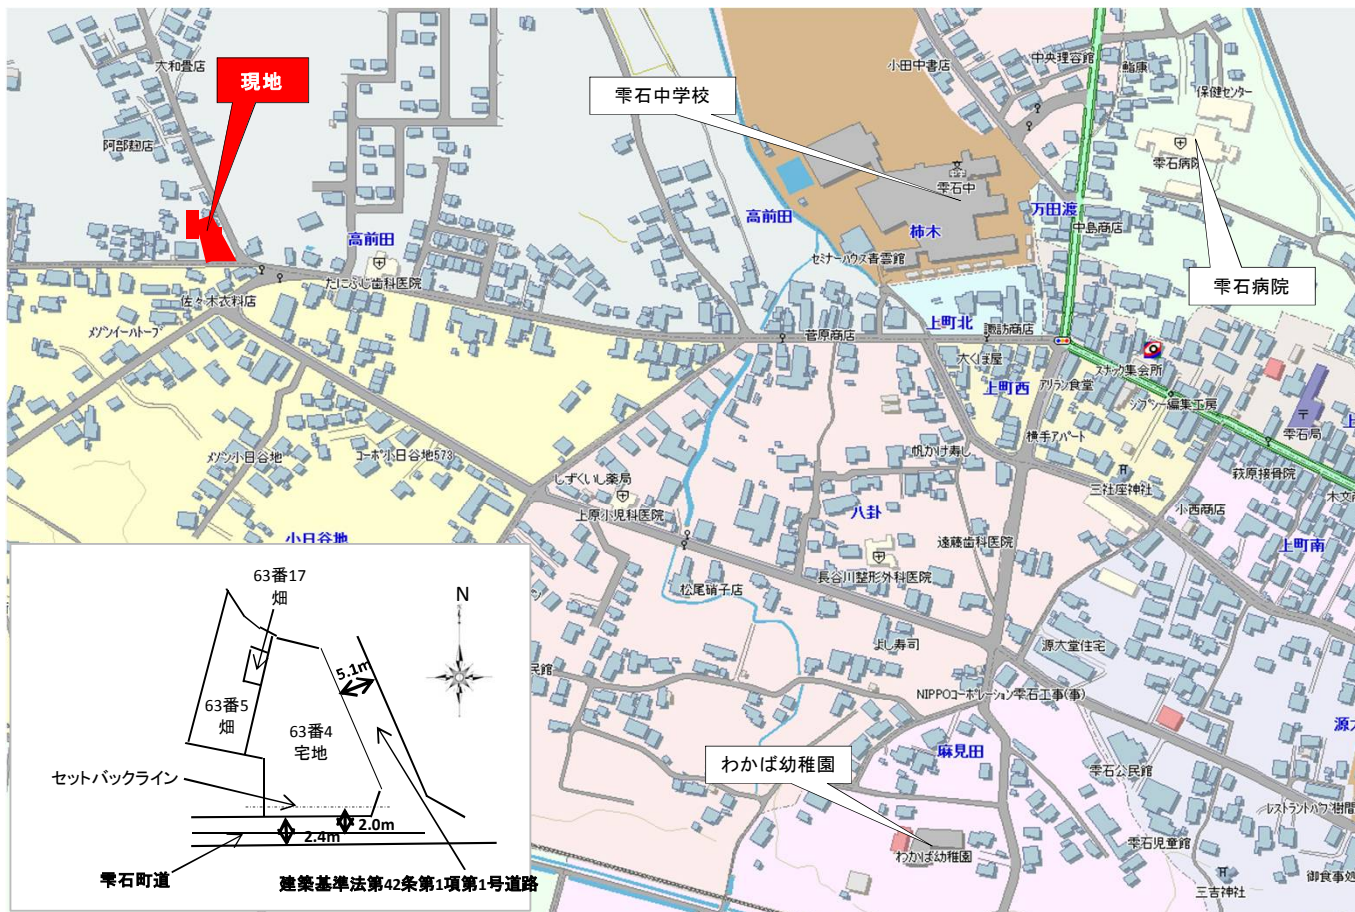 大和畳店
現地
阿部麹店
雫石中学校
小田中書店
中央理容館
鮨康
保健センター
雫石病院
雫石中
万田渡
高前田
柿木
中島商店
高前田
セミナーハウス青雲館
たにふじ歯科医院
雫石病院
佐々木衣料店
メゾンイーハトーブ
上町北
諏訪商店
菅原商店
大くぼ屋
上町西
アリラン食堂
スナック集会所
ジプシー編集工房
雫石局
横手アパート
萩原接骨院
メゾン小日谷地
コーポ小日谷地573
帆かけ寿し
しずくいし薬局
三社座神社
上原小児科医院
八卦
小西商店
上町南
小日谷地
遠藤歯科医院
長谷川整形外科医院
松尾硝子店
よし寿司
源大堂住宅
民館
NIPPOコーポレーション雫石工事(事)
麻見田
わかば幼稚園
雫石公民館
雫石児童館
わかば幼稚園
三吉神社
御食事処
63番17
畑
N
5.1m
63番5
畑
63番4
宅地
セットバックライン
2.0m
2.4m
雫石町道
建築基準法第42条第1項第1号道路